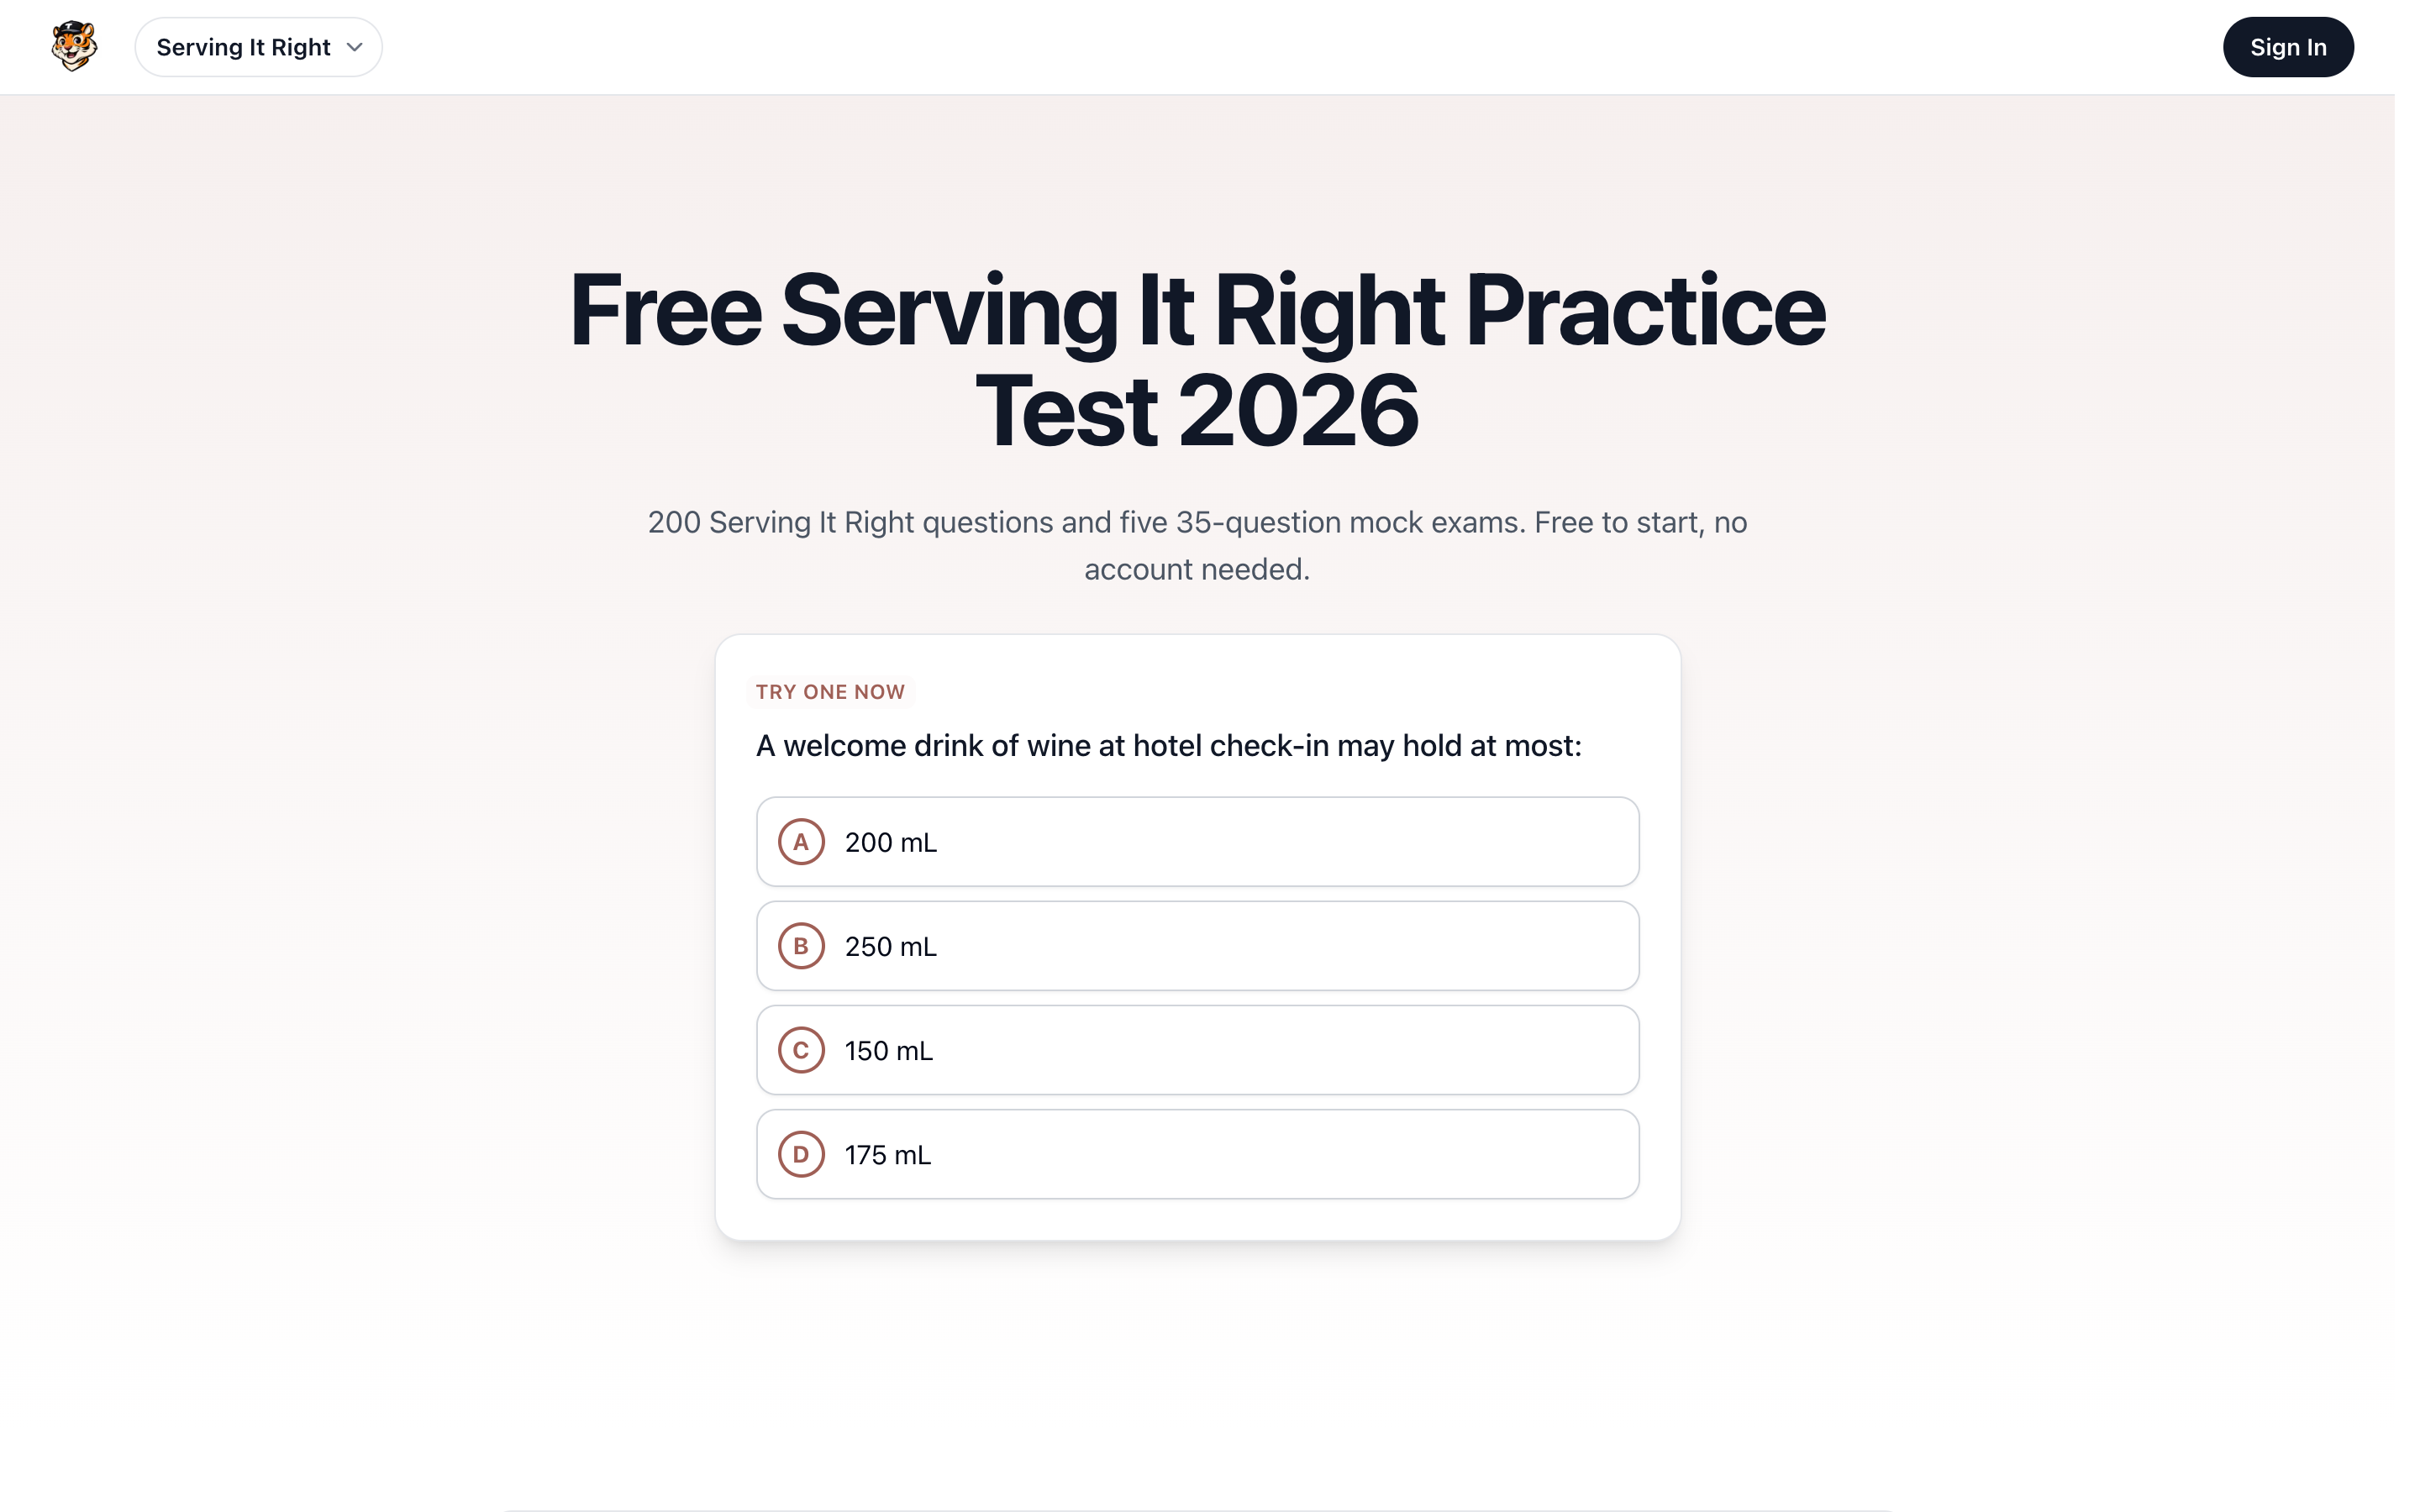 Serving It Right
Sign In
Free Serving It Right Practice
Test 2026
200 Serving It Right questions and five 35-question mock exams. Free to start, no
account needed.
TRY ONE NOW
A welcome drink of wine at hotel check-in may hold at most:
A 200 mL
B 250 mL
C 150 mL
D 175 mL